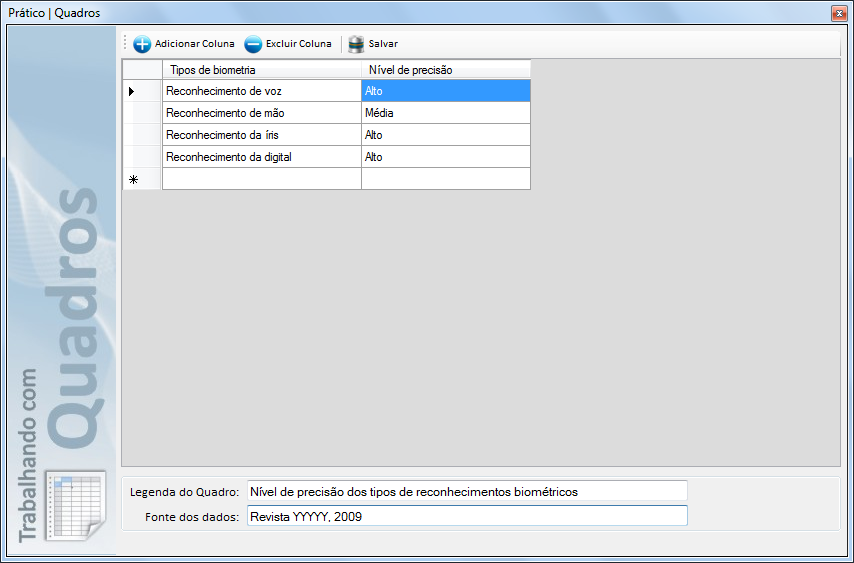 Prático | Quadros
Adicionar Coluna Excluir Coluna Salvar
Tipos de biometria Nível de precisão
Reconhecimento de voz Alto
Reconhecimento de mão Média
Reconhecimento da íris Alto
Reconhecimento da digital Alto
Trabalhando com
Quadros
Legenda do Quadro: Nível de precisão dos tipos de reconhecimentos biométricos
Fonte dos dados: Revista YYYYY, 2009